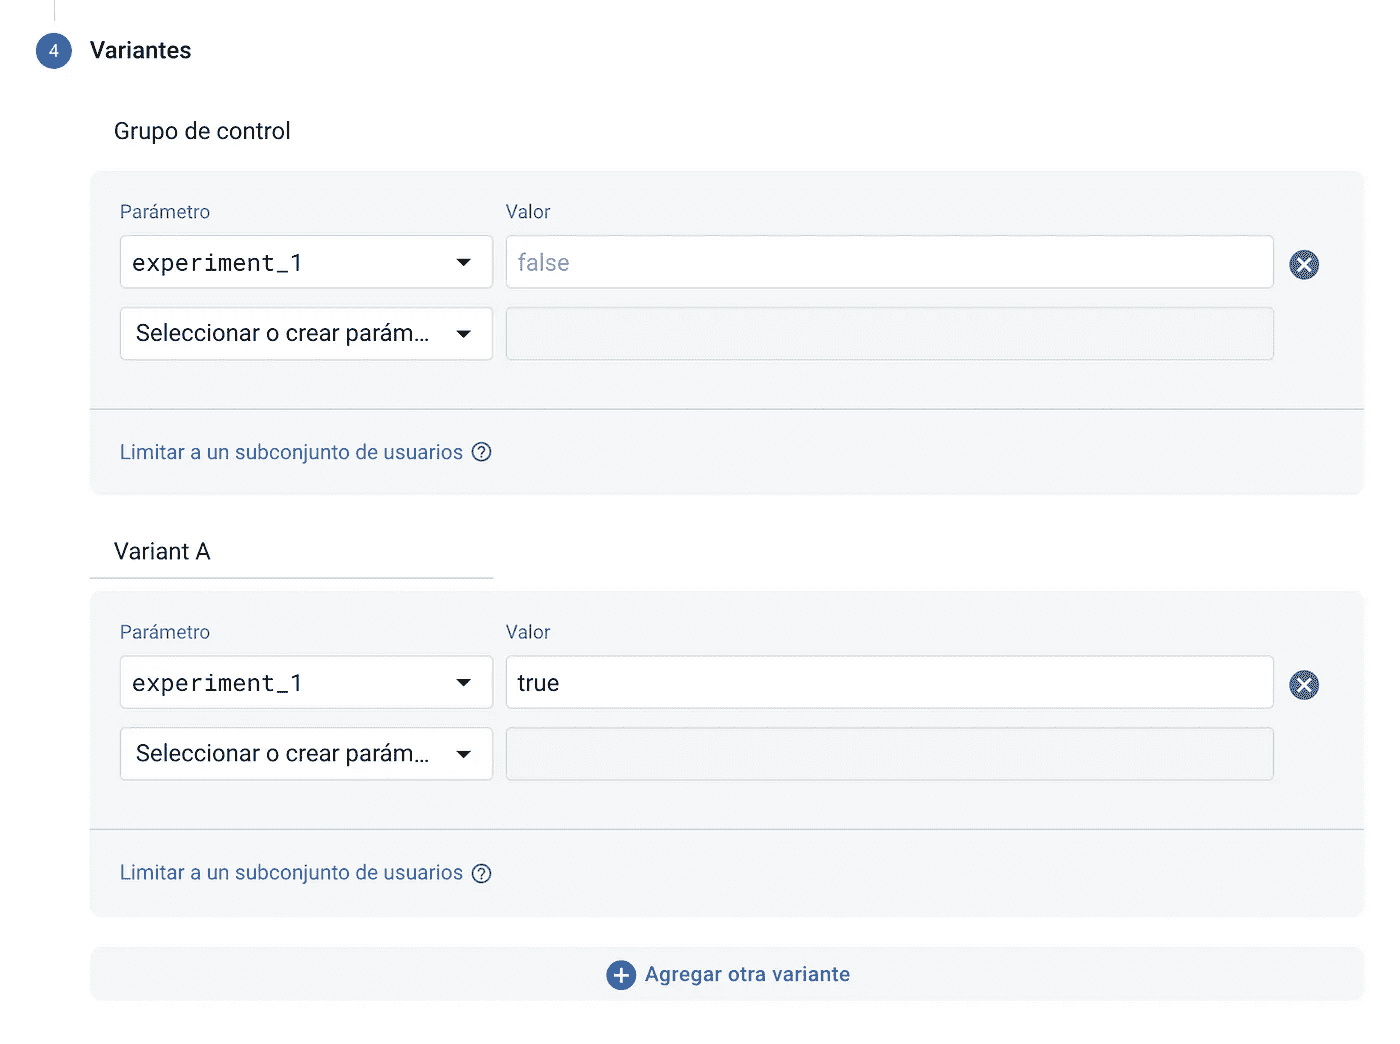 4 Variantes
Grupo de control
Parámetro Valor
experiment_1 false
Seleccionar o crear parám...
Limitar a un subconjunto de usuarios ?
Variant A
Parámetro Valor
experiment_1 true
Seleccionar o crear parám...
Limitar a un subconjunto de usuarios ?
Agregar otra variante